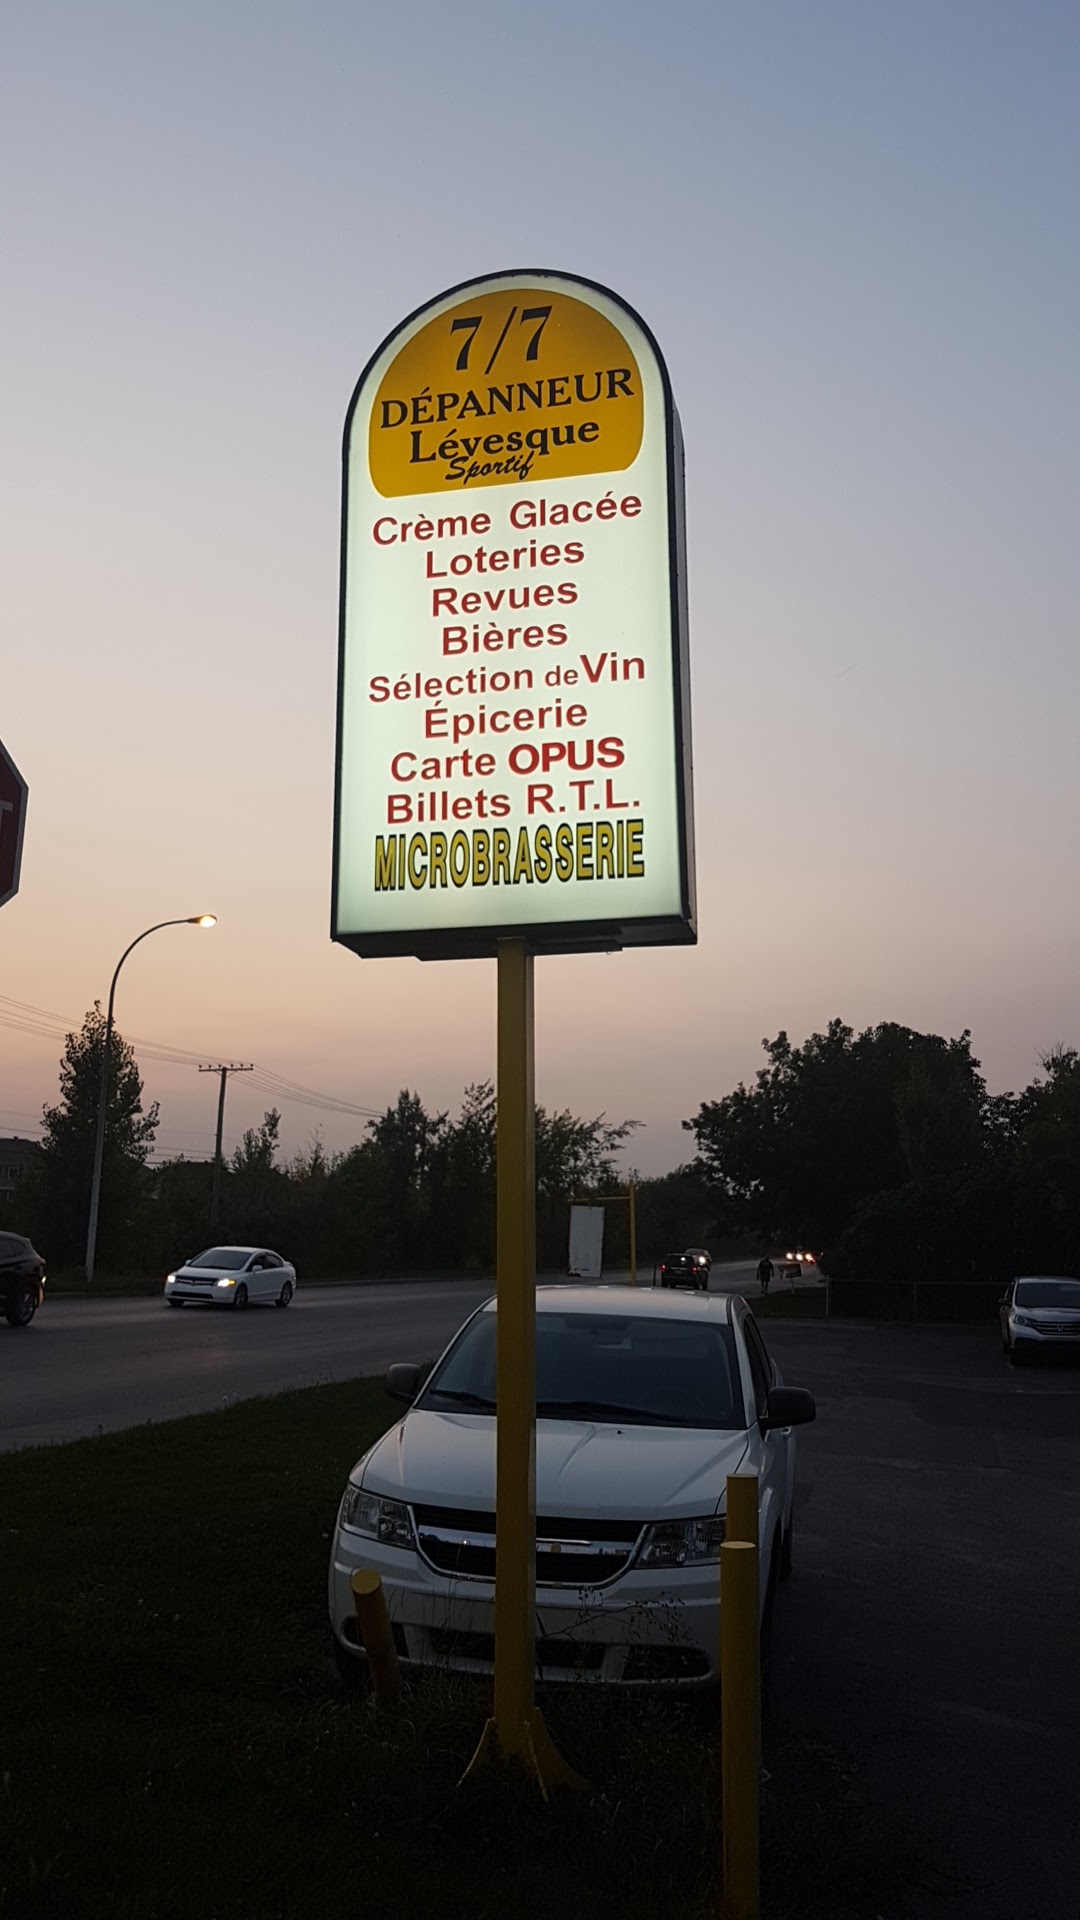 7/7
DÉPANNEUR
Lévesque
Sportif
Crème Glacée
Loteries
Revues
Bières
Sélection de Vin
Épicerie
Carte OPUS
Billets R.T.L.
MICROBRASSERIE